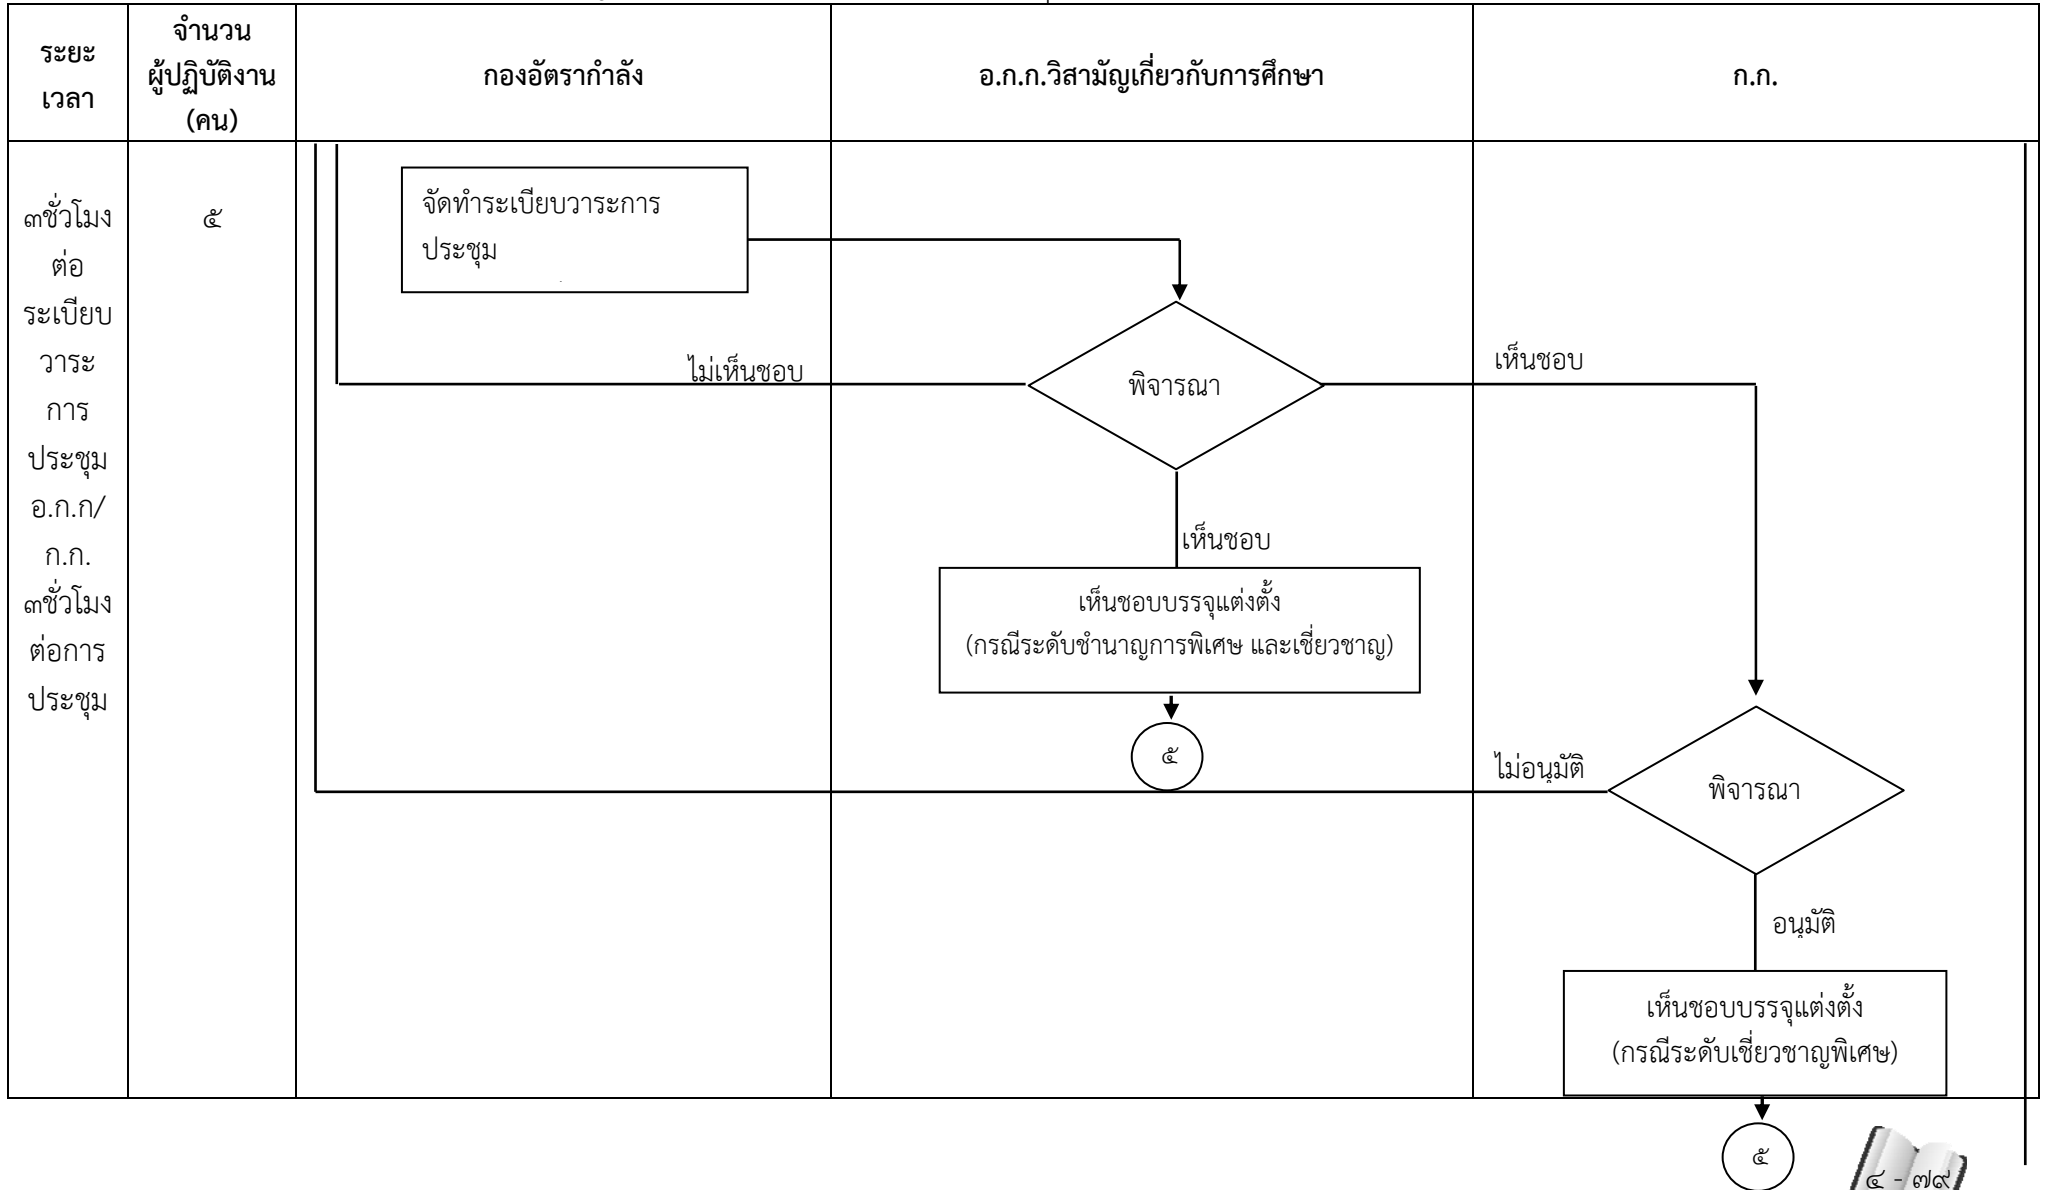 ระยะ
เวลา
จำนวน
ผู้ปฏิบัติงาน
(คน)
กองอัตรากำลัง
อ.ก.ก.วิสามัญเกี่ยวกับการศึกษา
ก.ก.
๓ชั่วโมง
ต่อ
ระเบียบ
วาระ
การ
ประชุม
อ.ก.ก/
ก.ก.
๓ชั่วโมง
ต่อการ
ประชุม
๕
จัดทำระเบียบวาระการ
ประชุม
ไม่เห็นชอบ
พิจารณา
เห็นชอบ
เห็นชอบ
เห็นชอบบรรจุแต่งตั้ง
(กรณีระดับชำนาญการพิเศษ และเชี่ยวชาญ)
๕
ไม่อนุมัติ
พิจารณา
อนุมัติ
เห็นชอบบรรจุแต่งตั้ง
(กรณีระดับเชี่ยวชาญพิเศษ)
๕
๔ - ๗๙